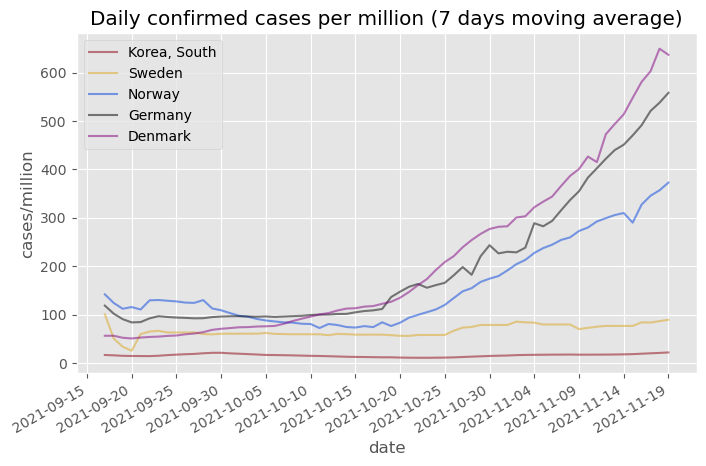 Daily confirmed cases per million (7 days moving average)
Korea, South
Sweden
Norway
Germany
Denmark
cases/million
600
500
400
300
200
100
0
2021-09-15
2021-09-20
2021-09-25
2021-09-30
2021-10-05
2021-10-10
2021-10-15
2021-10-20
2021-10-25
2021-10-30
2021-11-04
2021-11-09
2021-11-14
2021-11-19
date